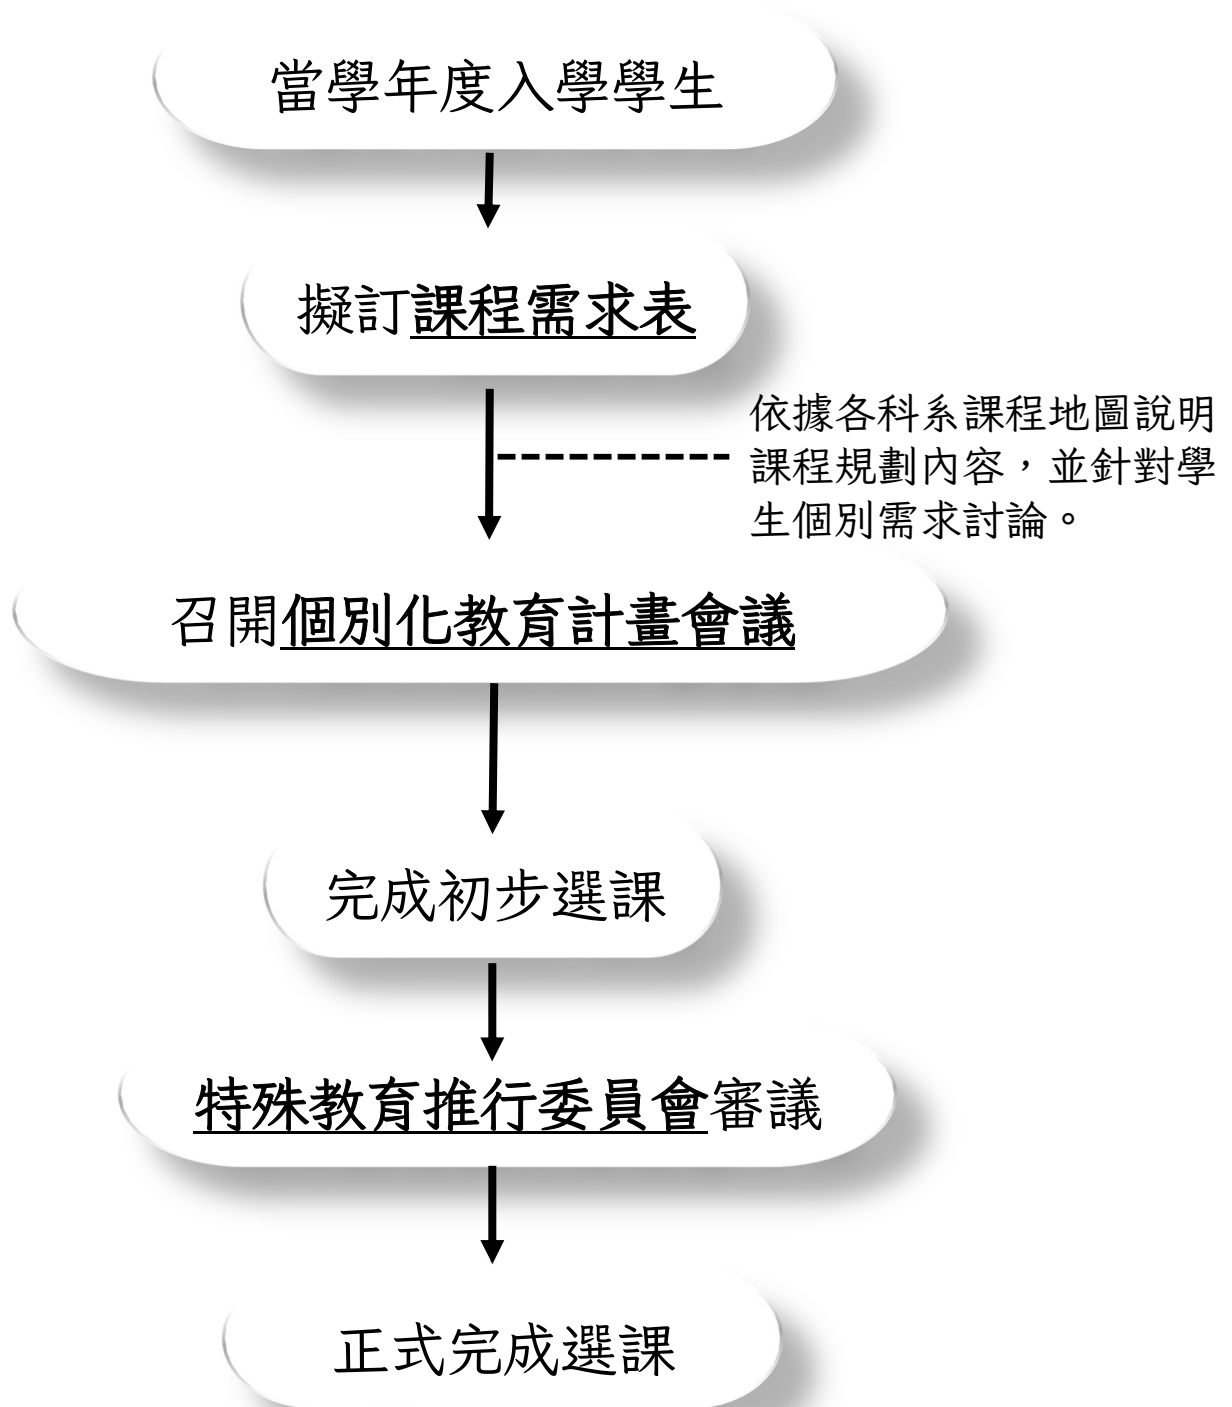 當學年度入學學生
擬訂課程需求表
依據各科系課程地圖說明
課程規劃內容，並針對學
生個別需求討論。
召開個別化教育計畫會議
完成初步選課
特殊教育推行委員會審議
正式完成選課